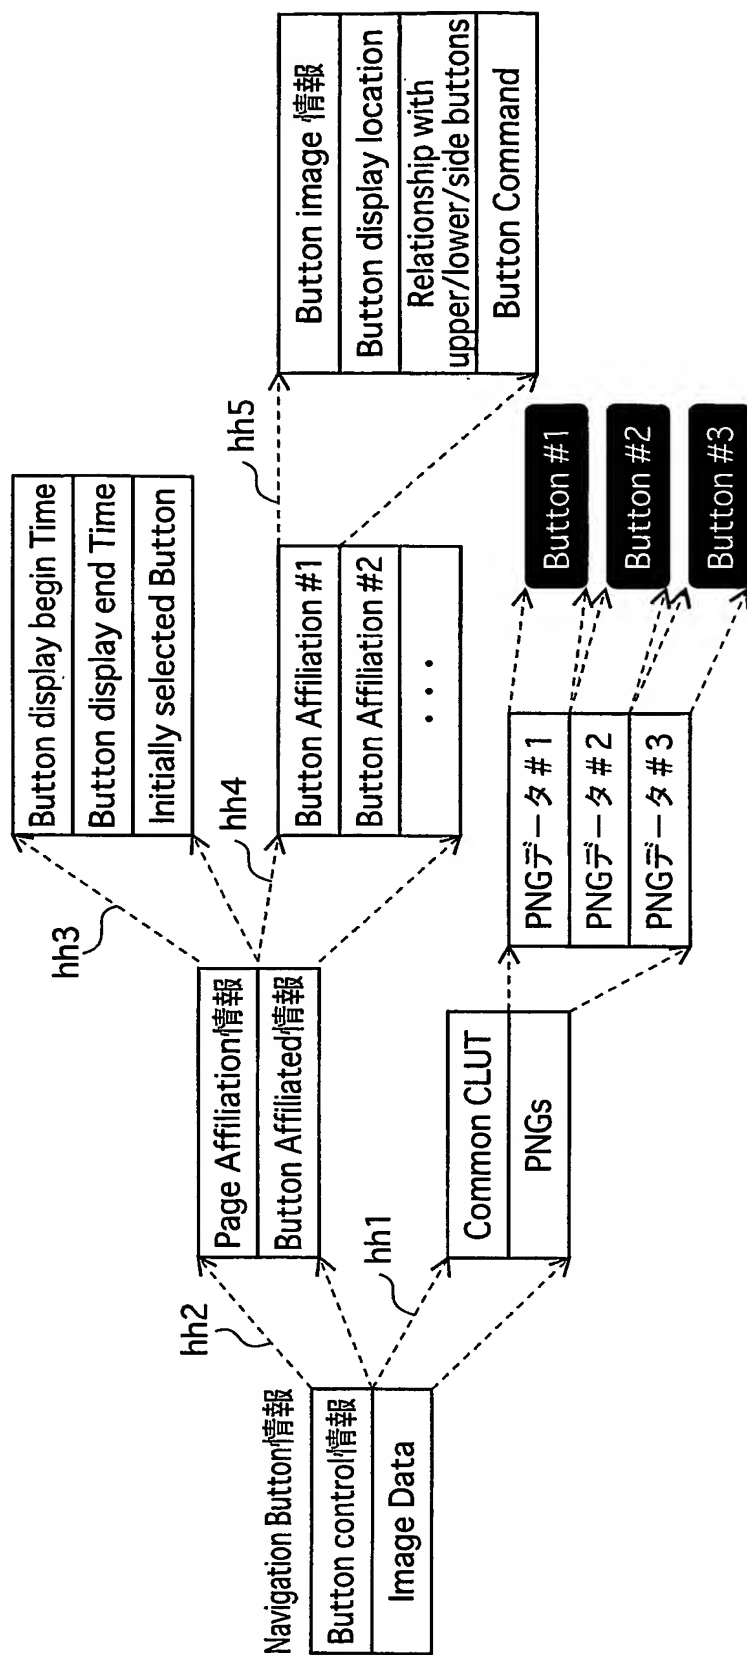 Navigation Button情報
Button control情報
Image Data
hh2
hh1
Page Affiliation情報
Button Affiliated情報
Common CLUT
PNGs
hh3
hh4
Button display begin Time
Button display end Time
Initially selected Button
Button Affiliation #1
Button Affiliation #2
• • •
PNGデータ#1
PNGデータ#2
PNGデータ#3
hh5
Button image 情報
Button display location
Relationship with
upper/lower/side buttons
Button Command
Button #1
Button #2
Button #3